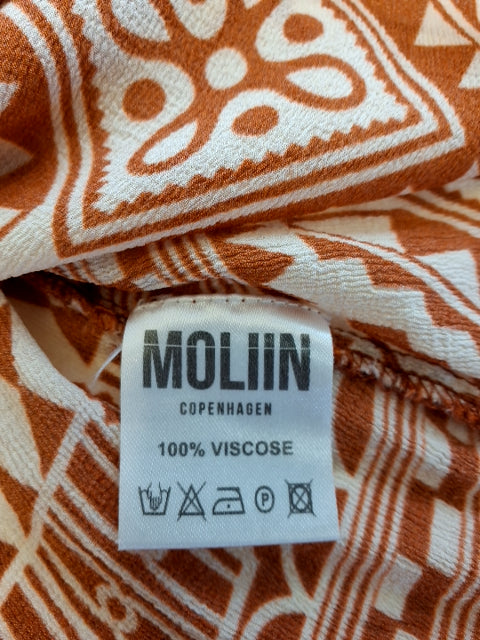 MOLIIN
COPENHAGEN
100% VISCOSE
P